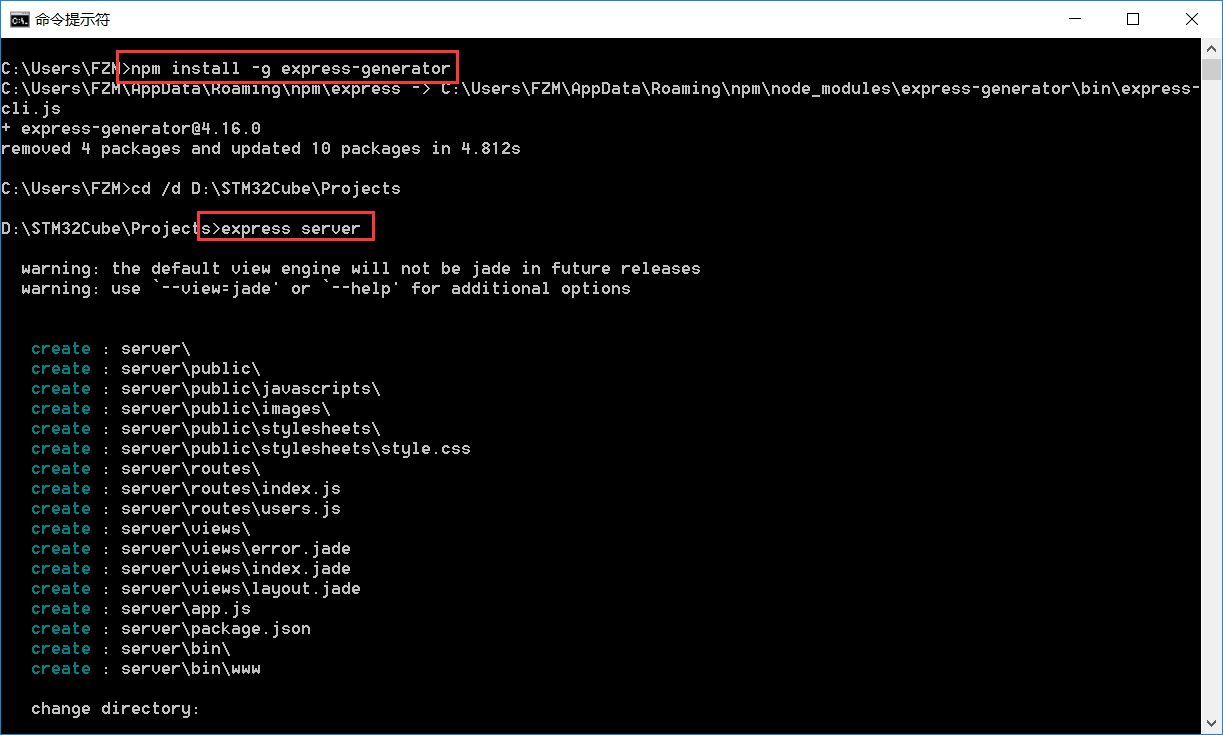 命令提示符
C:\Users\FZM>npm install -g express-generator
C:\Users\FZM\AppData\Roaming\npm\express -> C:\Users\FZM\AppData\Roaming\npm\node_modules\express-generator\bin\express-
cli.js
+ express-generator@4.16.0
removed 4 packages and updated 10 packages in 4.812s
C:\Users\FZM>cd /d D:\STM32Cube\Projects
D:\STM32Cube\Projects>express server
warning: the default view engine will not be jade in future releases
warning: use `--view=jade' or `--help' for additional options
create : server\
create : server\public\
create : server\public\javascripts\
create : server\public\images\
create : server\public\stylesheets\
create : server\public\stylesheets\style.css
create : server\routes\
create : server\routes\index.js
create : server\routes\users.js
create : server\views\
create : server\views\error.jade
create : server\views\index.jade
create : server\views\layout.jade
create : server\app.js
create : server\package.json
create : server\bin\
create : server\bin\www
change directory: